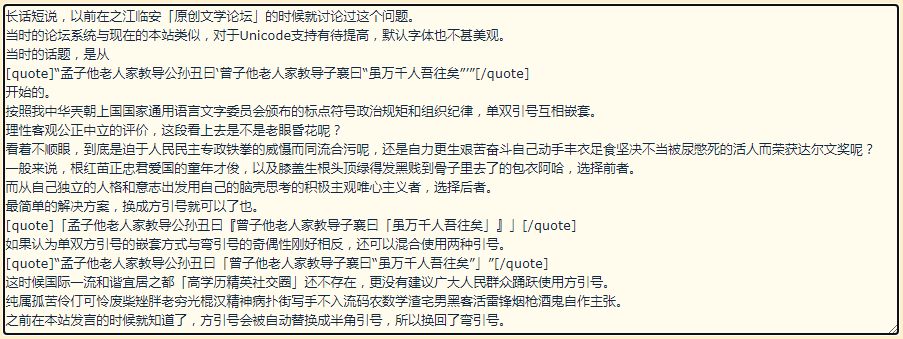 长话短说，以前在之江临安「原创文学论坛」的时候就讨论过这个问题。
当时的论坛系统与现在的本站类似，对于Unicode支持有待提高，默认字体也不甚美观。
当时的话题，是从
[quote]“孟子他老人家教导公孙丑曰‘曾子他老人家教导子襄曰“虽万千人吾往矣”’”[/quote]
开始的。
按照我中华天朝上国国家通用语言文字委员会颁布的标点符号政治规矩和组织纪律，单双引号互相嵌套。
理性客观公正中立的评价，这段看上去是不是老眼昏花呢？
看着不顺眼，到底是迫于人民民主专政铁拳的威慑而同流合污呢，还是自力更生艰苦奋斗自己动手丰衣足食坚决不当被尿憋死的活人而荣获达尔文奖呢？
一般来说，根红苗正忠君爱国的童年才俊，以及膝盖生根头顶绿得发黑贱到骨子里去了的包衣阿哈，选择前者。
而从自己独立的人格和意志出发用自己的脑壳思考的积极主观唯心主义者，选择后者。
最简单的解决方案，换成方引号就可以了也。
[quote]「孟子他老人家教导公孙丑曰『曾子他老人家教导子襄曰「虽万千人吾往矣」』」[/quote]
如果认为单双方引号的嵌套方式与弯引号的奇偶性刚好相反，还可以混合使用两种引号。
[quote]“孟子他老人家教导公孙丑曰「曾子他老人家教导子襄曰“虽万千人吾往矣”」”[/quote]
这时候国际一流和谐宜居之都「高学历精英社交圈」还不存在，更没有建议广大人民群众踊跃使用方引号。
纯属孤苦伶仃可怜废柴矬胖老穷光棍汉精神病扑街写手不入流码农数学渣宅男黑客活雷锋烟枪酒鬼自作主张。
之前在本站发言的时候就知道了，方引号会被自动替换成半角引号，所以换回了弯引号。